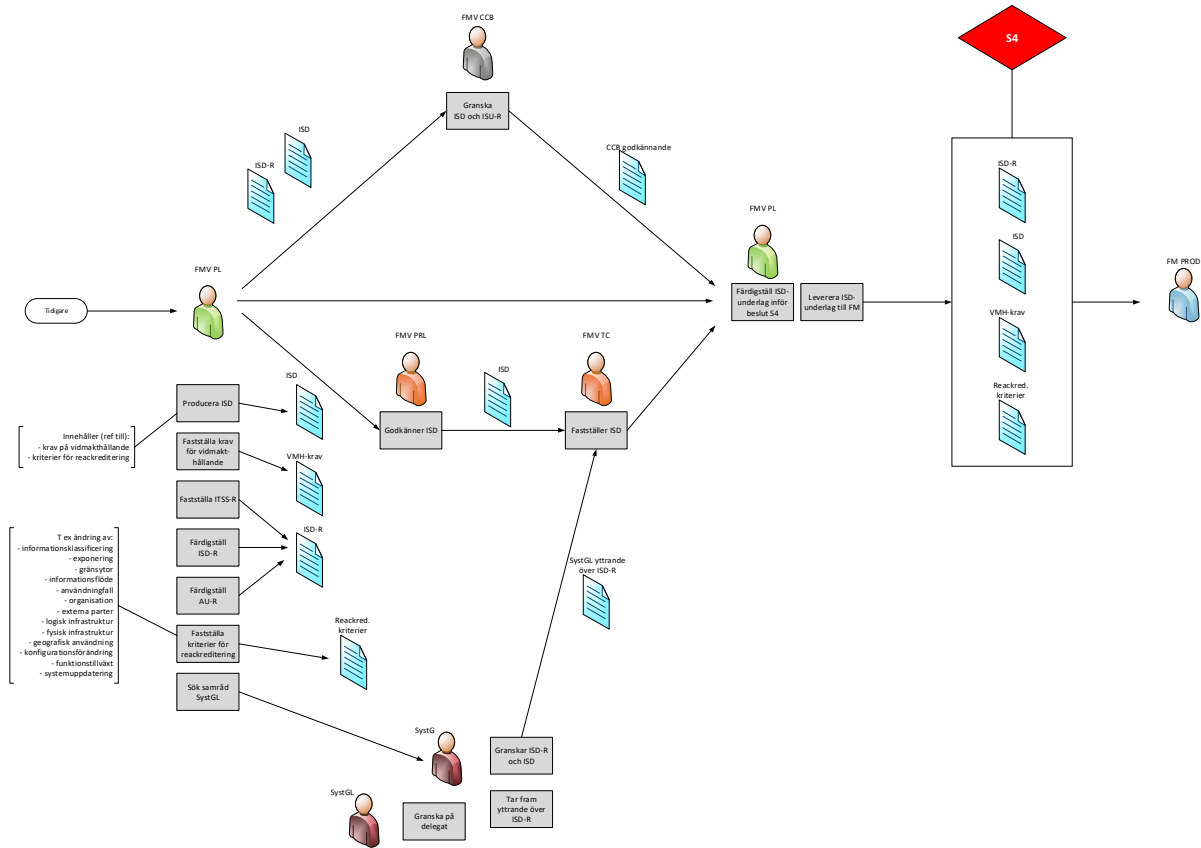 FMV CCB
S4
Granska
ISD och ISU-R
ISD
ISD-R
CCB godkännande
FMV PL
Tidigare
FMV PL
Färdigställ ISD-
underlag inför
beslut S4
Leverera ISD-
underlag till FM
ISD-R
ISD
VMH-krav
Reackred.
kriterier
FM PROD
FMV PRL
Godkänner ISD
ISD
FMV TC
Fastställer ISD
Producera ISD
ISD
Innehåller (ref till):
- krav på vidmakthållande
- kriterier för reackreditering
Fastställa krav
för vidmakt-
hållande
VMH-krav
Fastställa ITSS-R
ISD-R
Färdigställ
ISD-R
Färdigställ
AU-R
T ex ändring av:
- informationsklassificering
- exponering
- gränsytor
- informationsflöde
- användningfall
- organisation
- externa parter
- logisk infrastruktur
- fysisk infrastruktur
- geografisk användning
- konfigurationsförändring
- funktionstillväxt
- systemuppdatering
Fastställa
kriterier för
reackreditering
Reackred.
kriterier
Sök samråd
SystGL
SystGL yttrande
över ISD-R
SystG
Granskar ISD-R
och ISD
SystGL
Granska på
delegat
Tar fram
yttrande över
ISD-R